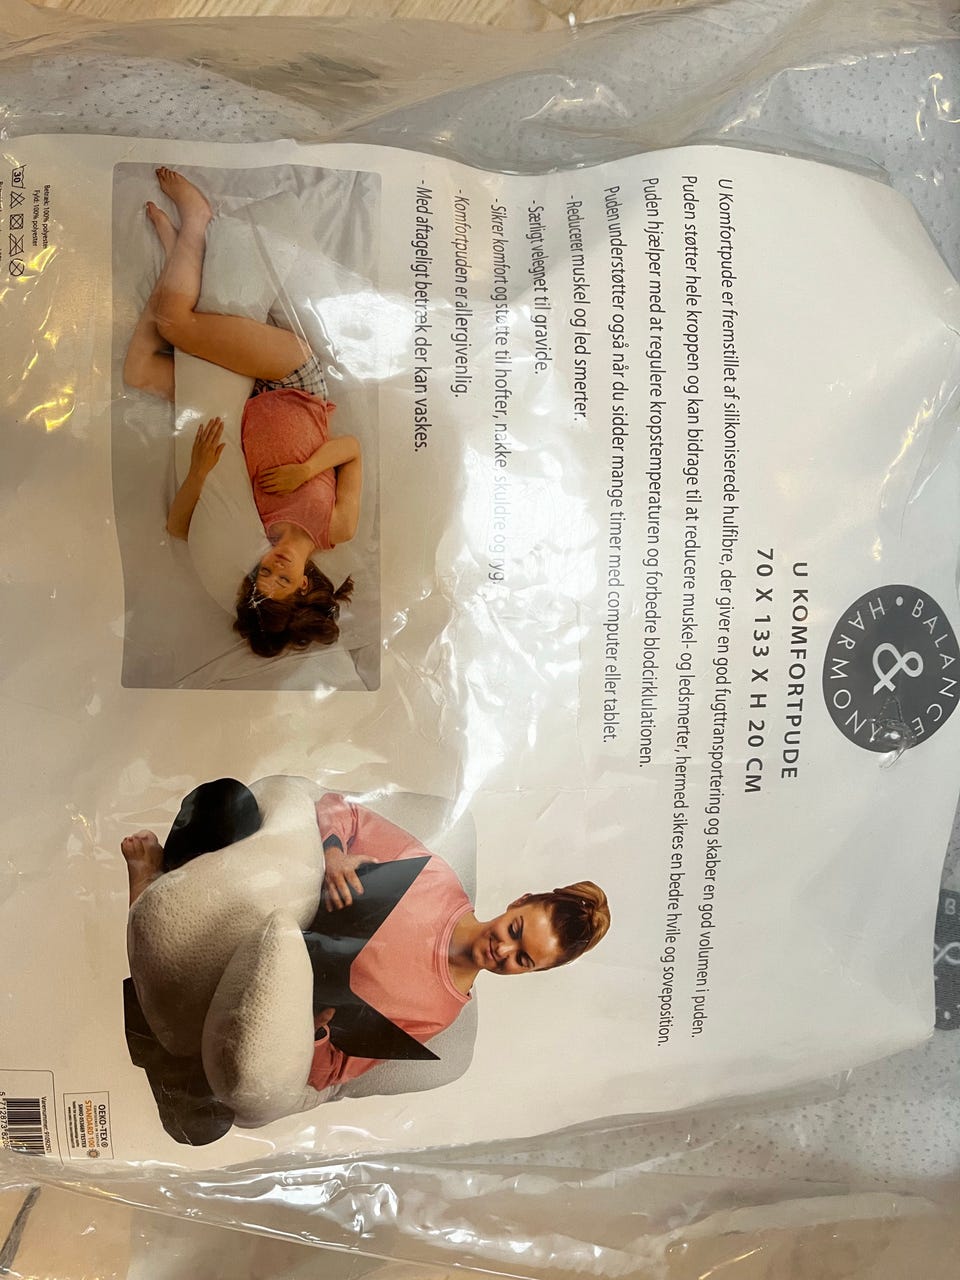 BALANCE
&
HARMONY
U KOMFORTPUDE
70 X 133 X H 20 CM
U Komfortpude er fremstillet af silikoniserede hulfibre, der giver en god fugttransportering og skaber en god volumen i puden.
Puden støtter hele kroppen og kan bidrage til at reducere muskel- og ledsmerter, hermed sikres en bedre hvile og soveposition.
Puden hjælper med at regulere kropstemperaturen og forbedre blodcirklulationen.
Puden understøtter også når du sidder mange timer med computer eller tablet.
- Reducerer muskel og led smerter.
- Særligt velegnet til gravide.
- Sikrer komfort og støtte til hofter, nakke, skuldre og ryg.
- Komfortpuden er allergivenlig.
- Med aftageligt betræk der kan vaskes.
Betræk: 100% polyester
Fyld: 100% polyester
30
OEKO-TEX®
STANDARD 100
Varenummer:
B
&